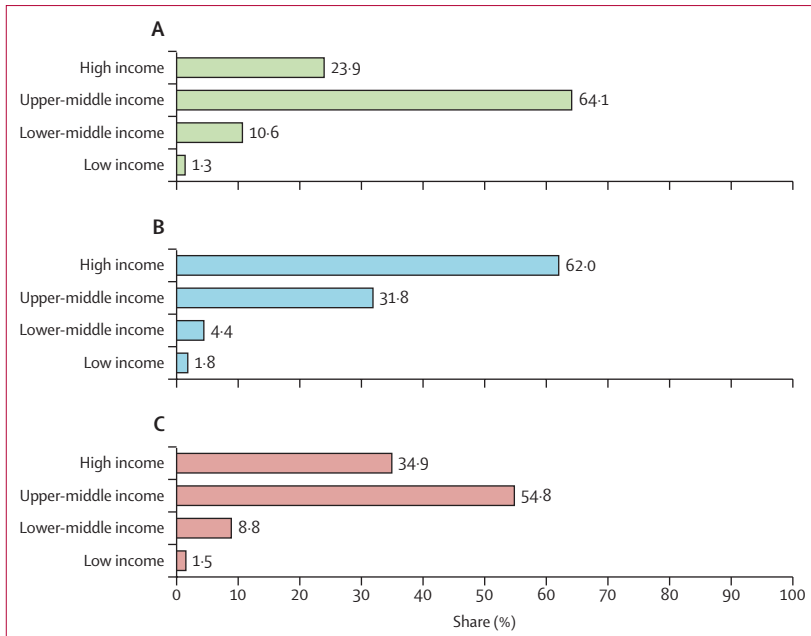 A
High income 23·9
Upper-middle income 64·1
Lower-middle income 10·6
Low income 1·3
B
High income 62·0
Upper-middle income 31·8
Lower-middle income 4·4
Low income 1·8
C
High income 34·9
Upper-middle income 54·8
Lower-middle income 8·8
Low income 1·5
0 10 20 30 40 50 60 70 80 90 100
Share (%)